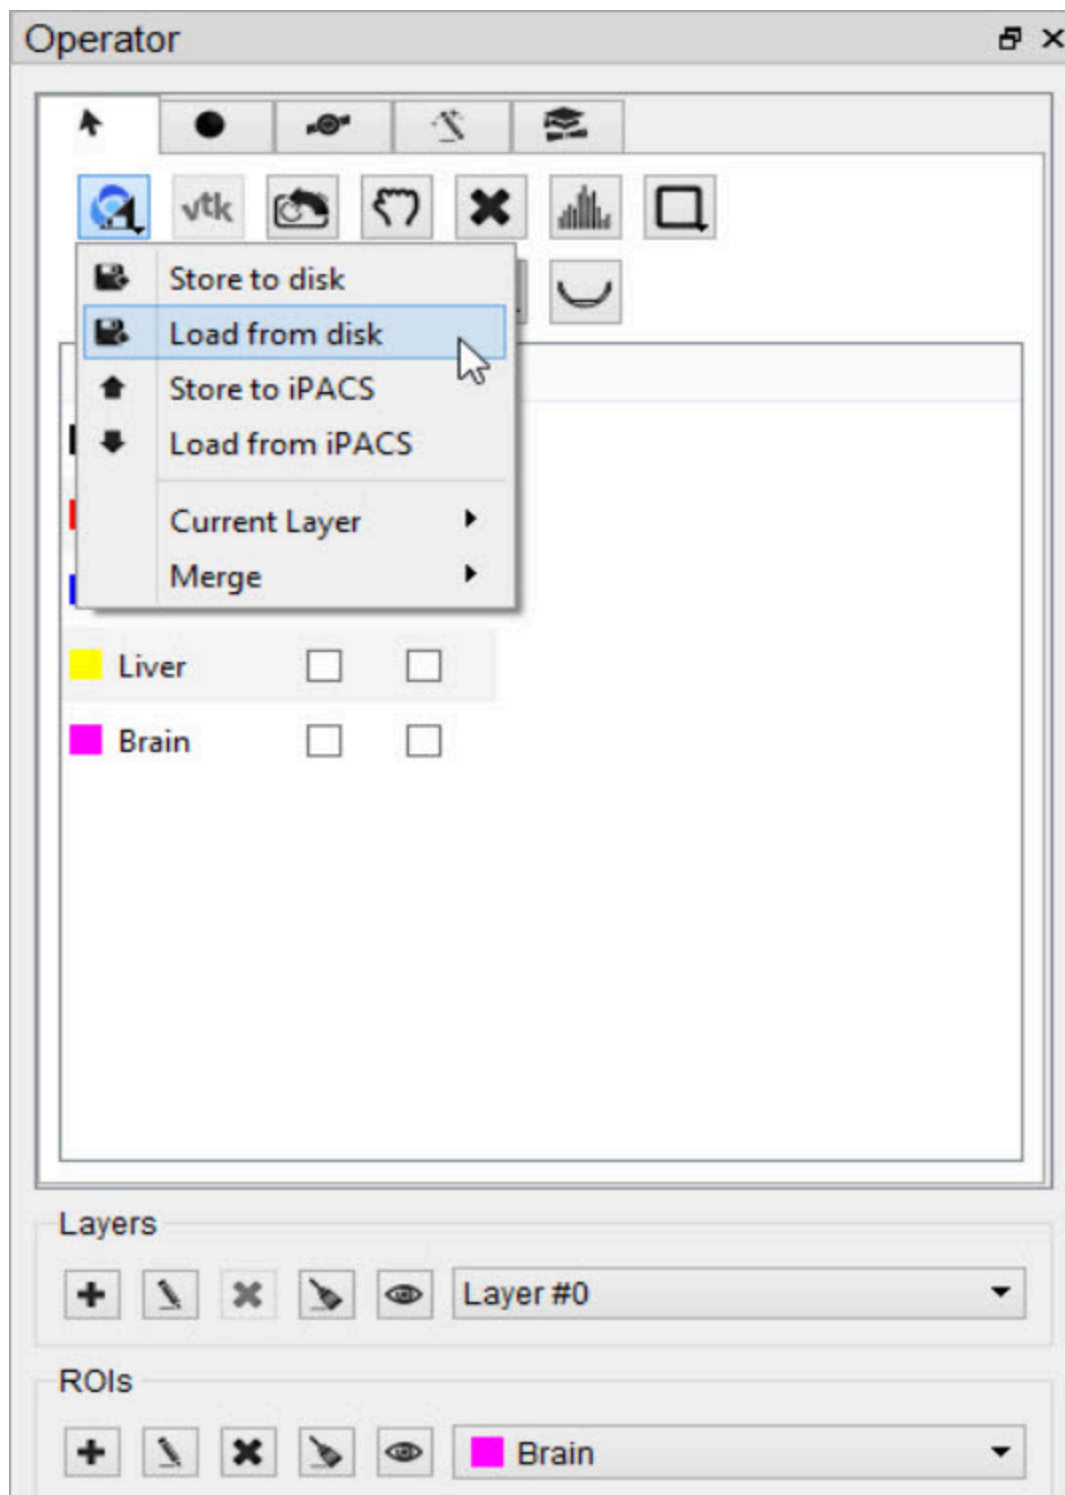 Operator
vtk
Store to disk
Load from disk
Store to iPACS
Load from iPACS
Current Layer
Merge
Liver
Brain
Layers
Layer #0
ROIs
Brain